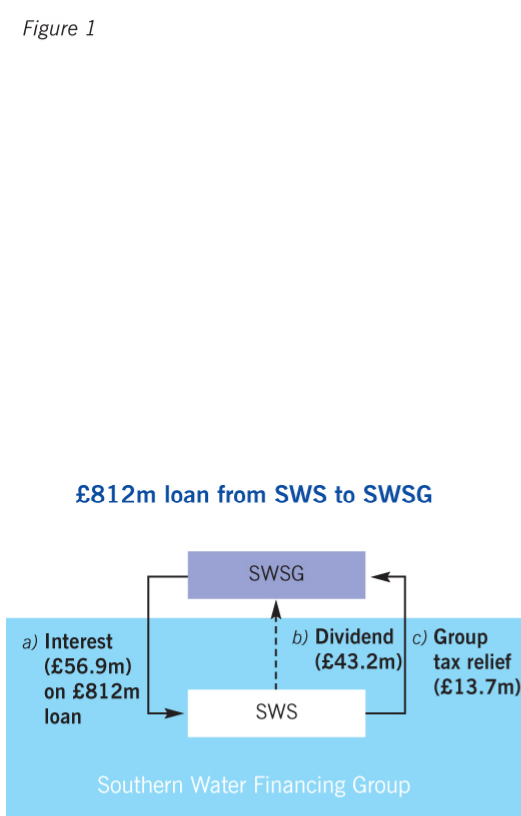 Figure 1
£812m loan from SWS to SWSG
SWSG
a) Interest
(£56.9m)
on £812m
loan
b) Dividend
(£43.2m)
c) Group
tax relief
(£13.7m)
SWS
Southern Water Financing Group